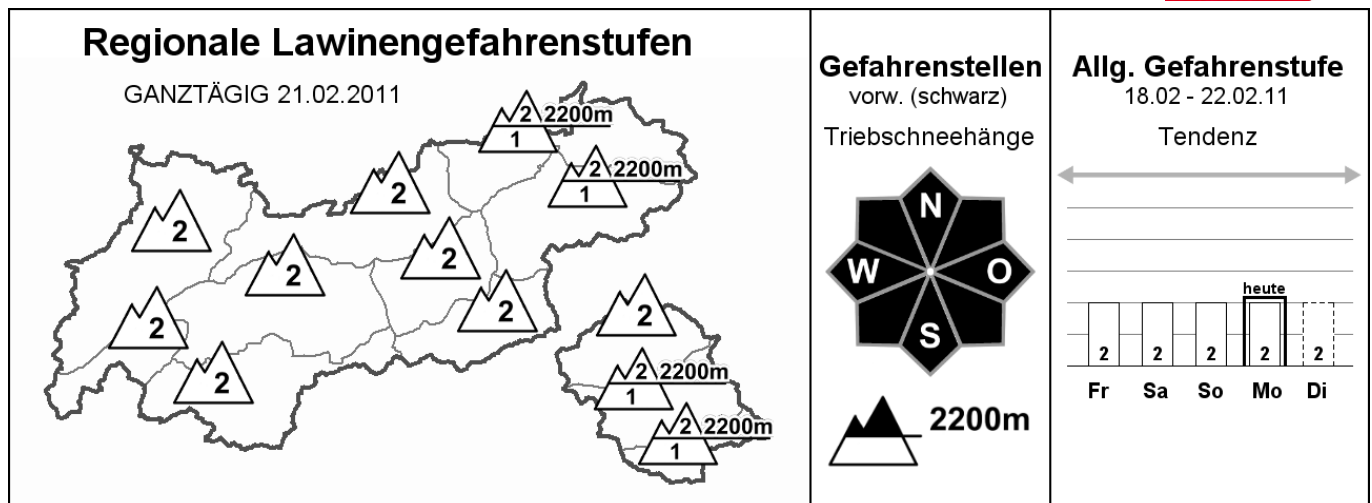 Regionale Lawinengefahrenstufen
GANZTÄGIG 21.02.2011
2 2200m
1
2 2200m
1
2
2
2
2
2
2
2
2
2
2 2200m
1
2 2200m
1
Gefahrenstellen
vorw. (schwarz)
Triebschneehänge
N
W O
S
2200m
Allg. Gefahrenstufe
18.02 - 22.02.11
Tendenz
heute
2 2 2 2 2
Fr Sa So Mo Di